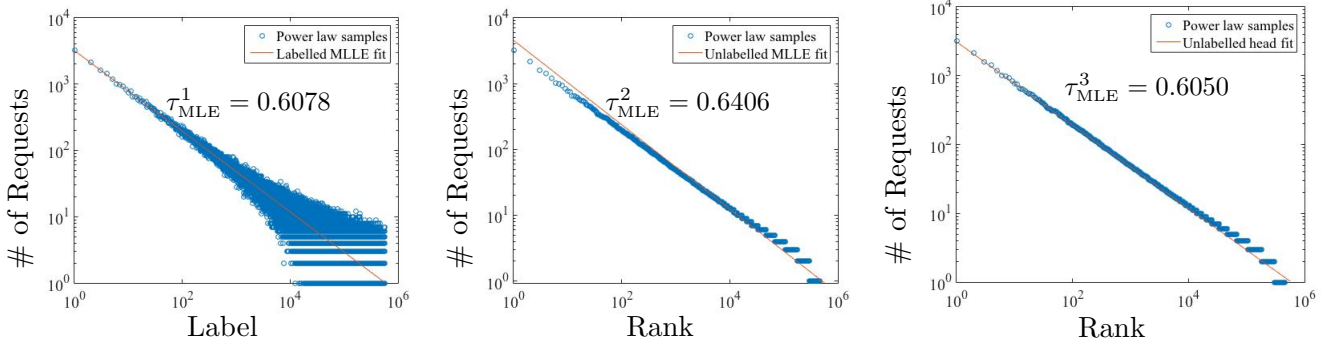 10^4
10^3
10^2
10^1
10^0
# of Requests
Power law samples
Labelled MLLE fit
τ^1_MLE = 0.6078
10^0
10^2
10^4
10^6
Label
10^4
10^3
10^2
10^1
10^0
# of Requests
Power law samples
Unlabelled MLLE fit
τ^2_MLE = 0.6406
10^0
10^2
10^4
10^6
Rank
10^4
10^3
10^2
10^1
10^0
# of Requests
Power law samples
Unlabelled head fit
τ^3_MLE = 0.6050
10^0
10^2
10^4
10^6
Rank